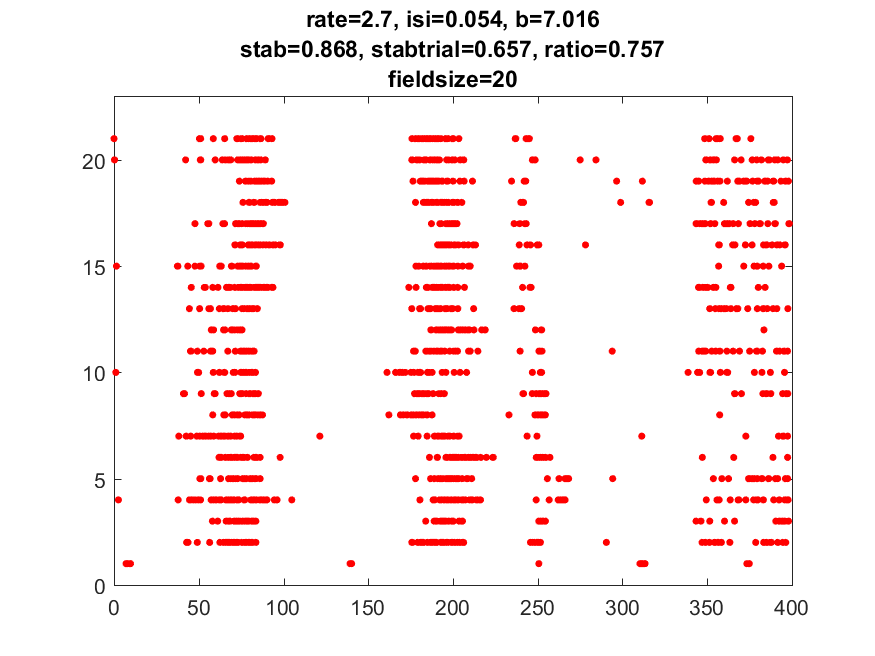 rate=2.7, isi=0.054, b=7.016
stab=0.868, stabtrial=0.657, ratio=0.757
fieldsize=20
20
15
10
5
0
0 50 100 150 200 250 300 350 400